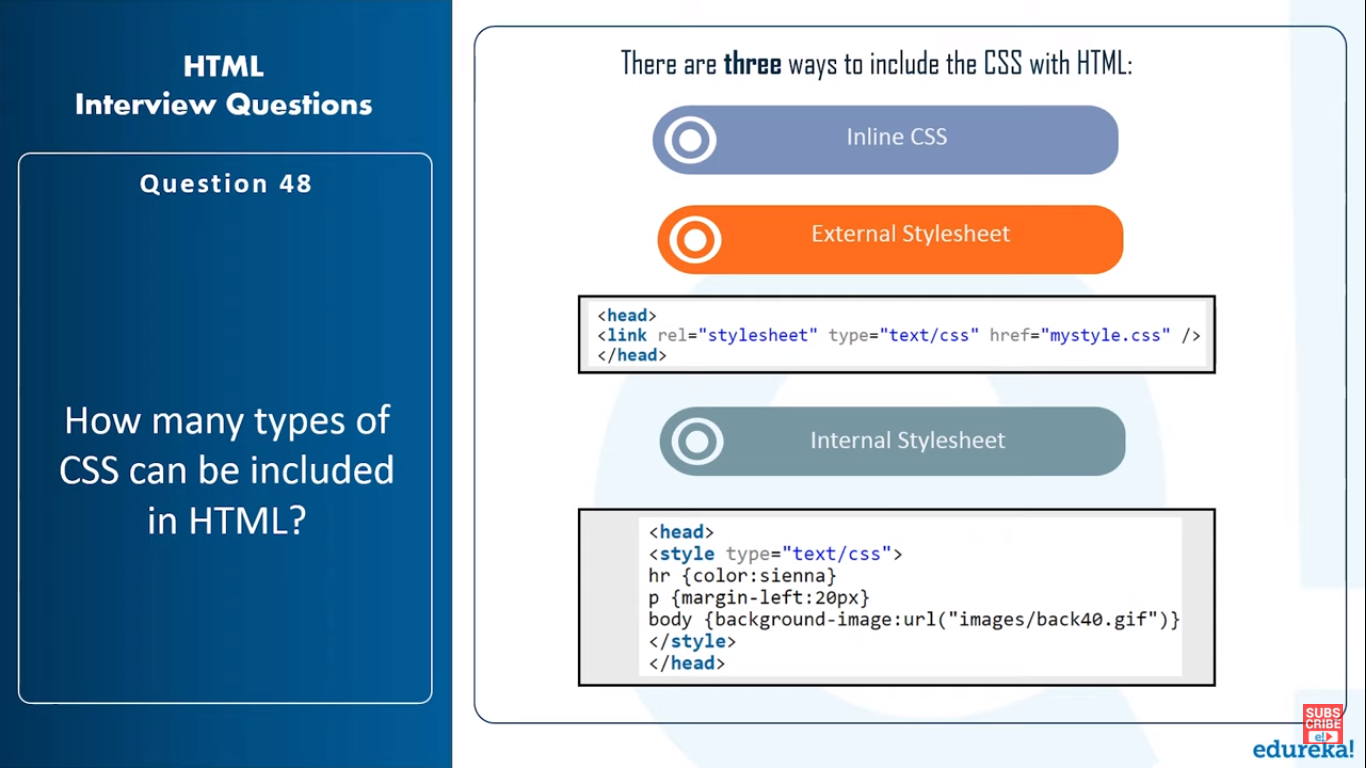 HTML
Interview Questions
Question 48
How many types of
CSS can be included
in HTML?
There are three ways to include the CSS with HTML:
Inline CSS
External Stylesheet
<head>
<link rel="stylesheet" type="text/css" href="mystyle.css" />
</head>
Internal Stylesheet
<head>
<style type="text/css">
hr {color:sienna}
p {margin-left:20px}
body {background-image:url("images/back40.gif")}
</style>
</head>
SUBS
CRIBE
e!
edureka!